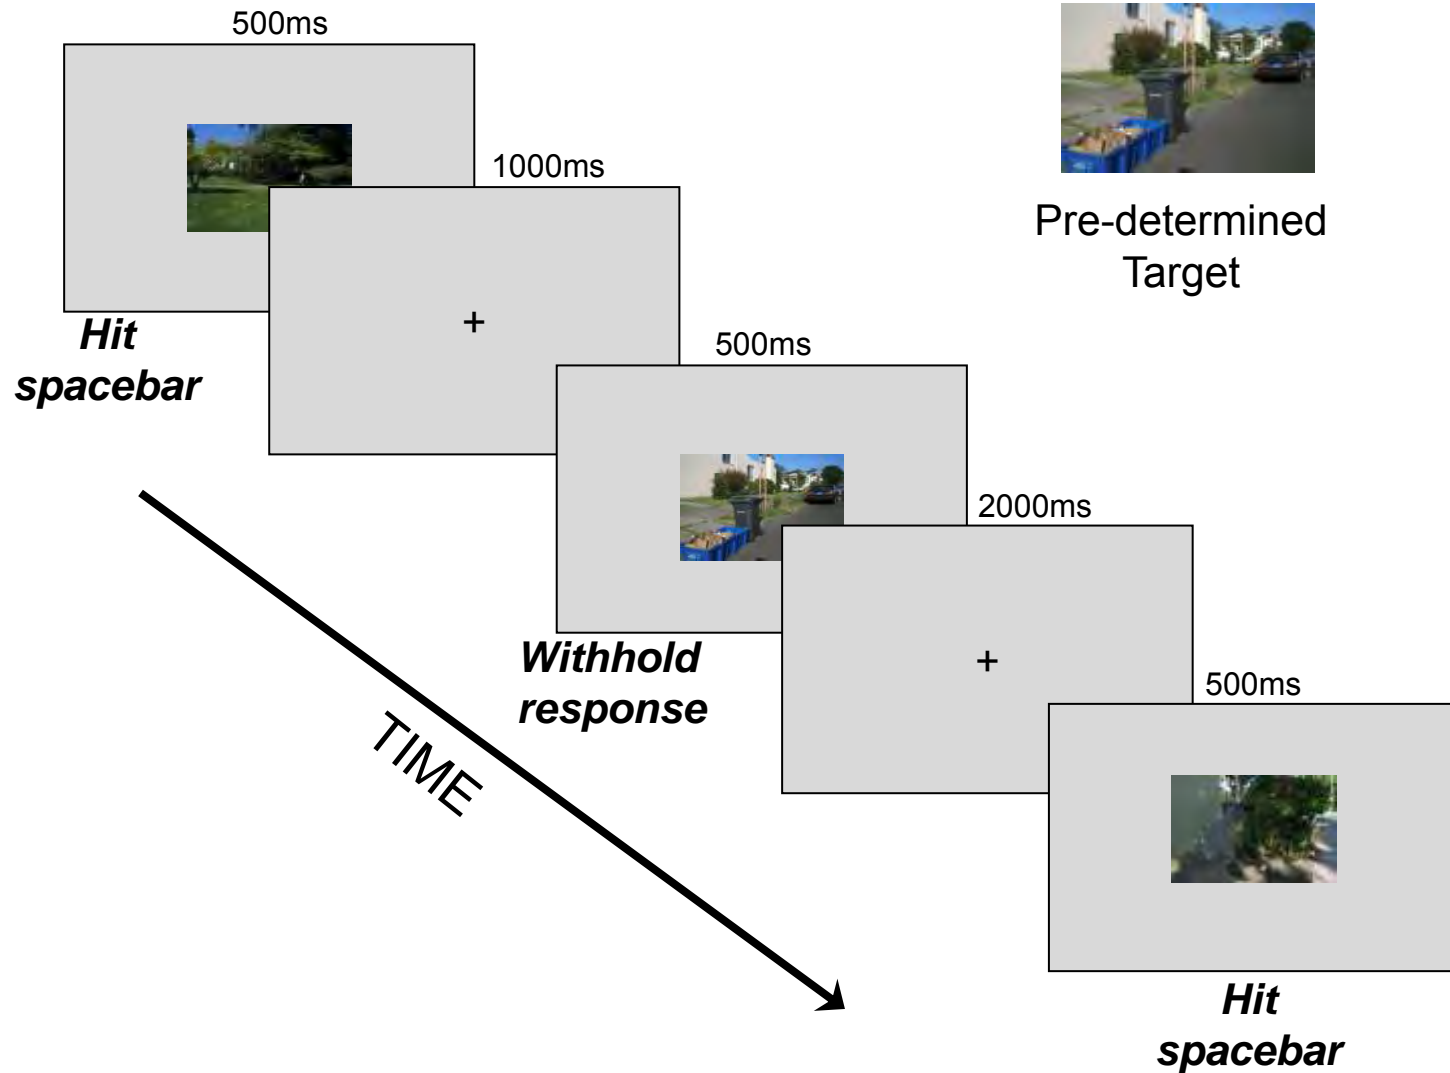 500ms
Pre-determined
Target
1000ms
Hit
spacebar
+
500ms
2000ms
Withhold
response
+
500ms
TIME
Hit
spacebar